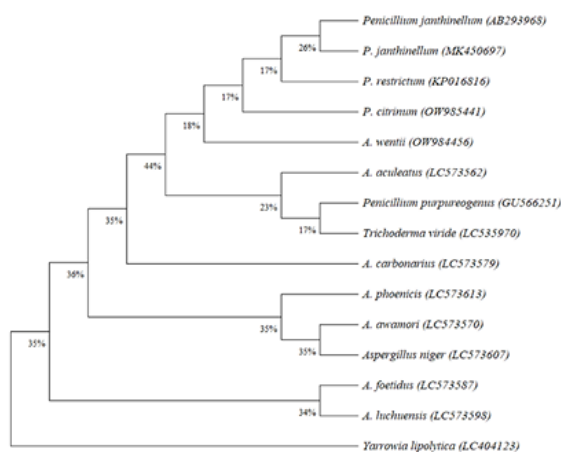 Penicillium janthinellum (AB293968)
26%
P. janthinellum (MK450697)
17%
P. restrictum (KP016816)
17%
P. citrinum (OW985441)
18%
A. wentii (OW984456)
44%
A. aculeatus (LC573562)
23%
Penicillium purpureogenus (GU566251)
17%
Trichoderma viride (LC535970)
35%
A. carbonarius (LC573579)
36%
A. phoenicis (LC573613)
35%
A. awamori (LC573570)
35%
Aspergillus niger (LC573607)
35%
A. foetidus (LC573587)
34%
A. luchuensis (LC573598)
Yarrowia lipolytica (LC404123)